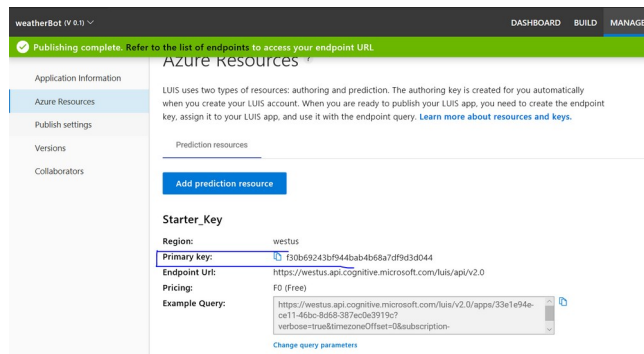 weatherBot (V 0.1)
DASHBOARD BUILD MANAGE
Publishing complete. Refer to the list of endpoints to access your endpoint URL
Azure Resources ?
Application Information
Azure Resources
Publish settings
Versions
Collaborators
LUIS uses two types of resources: authoring and prediction. The authoring key is created for you automatically
when you create your LUIS account. When you are ready to publish your LUIS app, you need to create the endpoint
key, assign it to your LUIS app, and use it with the endpoint query. Learn more about resources and keys.
Prediction resources
Add prediction resource
Starter_Key
Region: westus
Primary key: f30b69243bf944bab4b68a7df9d3d044
Endpoint Url: https://westus.api.cognitive.microsoft.com/luis/api/v2.0
Pricing: F0 (Free)
Example Query: https://westus.api.cognitive.microsoft.com/luis/v2.0/apps/33e1e94e-
ce11-46bc-8d68-387ec0e3919c?
verbose=true&timezoneOffset=0&subscription-
Change query parameters